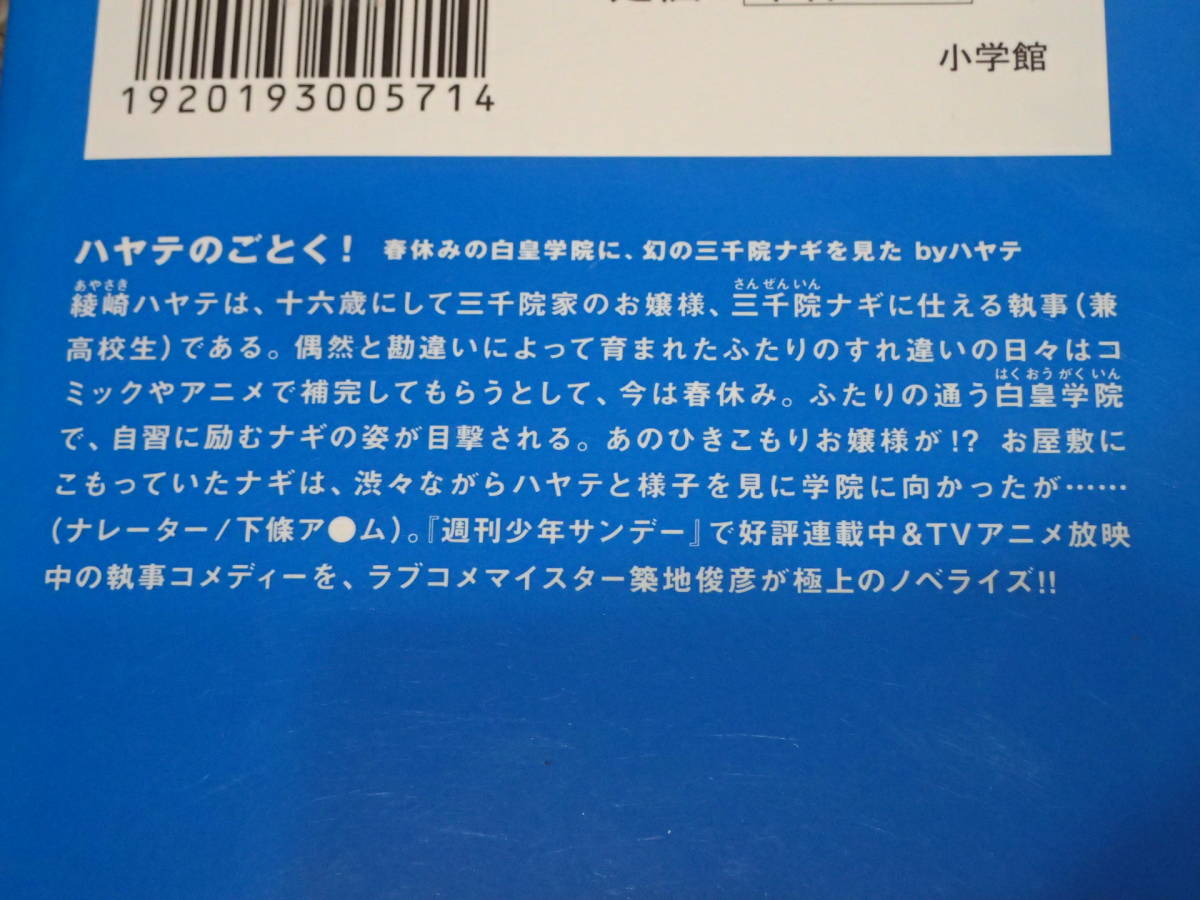 1920193005714
小学館
ハヤテのごとく! 春休みの白皇学院に、幻の三千院ナギを見た byハヤテ
あやさき さんぜんいん
綾崎ハヤテは、十六歳にして三千院家のお嬢様、三千院ナギに仕える執事(兼
高校生)である。偶然と勘違いによって育まれたふたりのすれ違いの日々はコ
はくおうがくいん
ミックやアニメで補完してもらうとして、今は春休み。ふたりの通う白皇学院
で、自習に励むナギの姿が目撃される。あのひきこもりお嬢様が!? お屋敷に
こもっていたナギは、渋々ながらハヤテと様子を見に学院に向かったが……
(ナレーター/下條ア●ム)。『週刊少年サンデー』で好評連載中&TVアニメ放映
中の執事コメディーを、ラブコメマイスター築地俊彦が極上のノベライズ!!